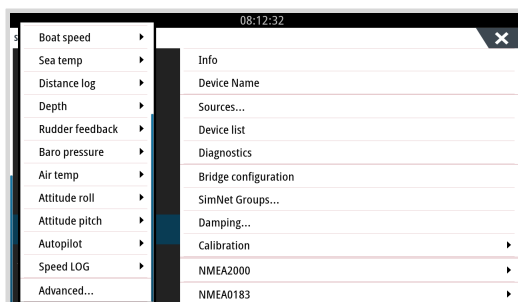 08:12:32
Boat speed
Sea temp
Distance log
Depth
Rudder feedback
Baro pressure
Air temp
Attitude roll
Attitude pitch
Autopilot
Speed LOG
Advanced...
Info
Device Name
Sources...
Device list
Diagnostics
Bridge configuration
SimNet Groups...
Damping...
Calibration
NMEA2000
NMEA0183